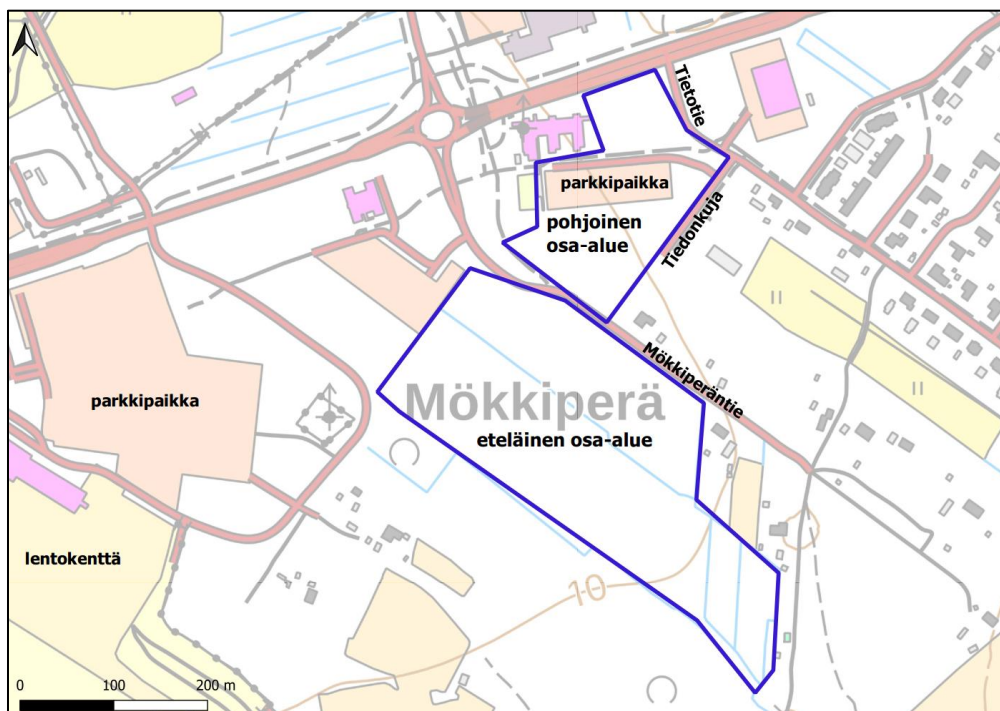 Tietotie
parkkipaikka
pohjoinen
osa-alue
Tiedonkuja
Mökkiperäntie
Mökkiperä
eteläinen osa-alue
parkkipaikka
lentokenttä
10
0 100 200 m